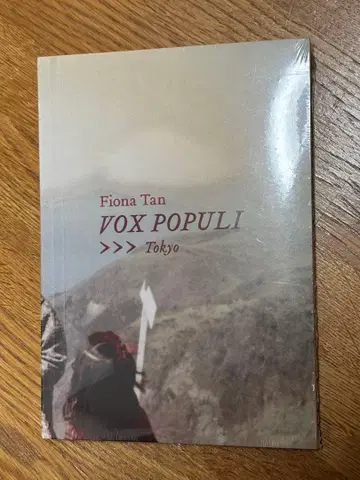 Fiona Tan
VOX POPULI
>>> Tokyo